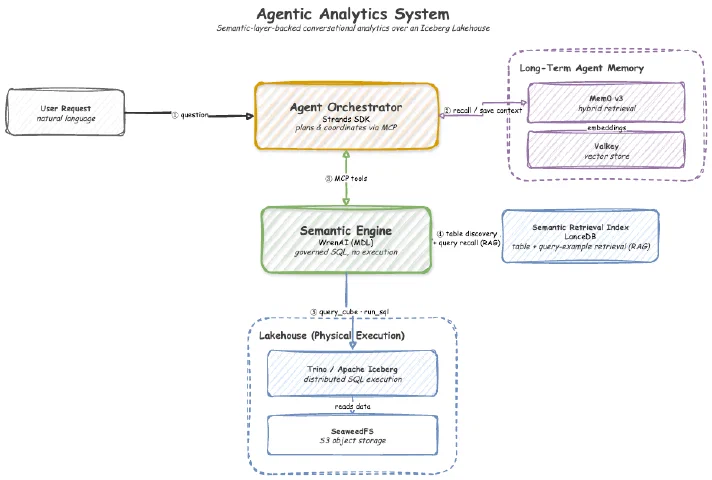 Agentic Analytics System
Semantic-layer-backed conversational analytics over an Iceberg Lakehouse
Long-Term Agent Memory
User Request
natural language
① question
Agent Orchestrator
Strands SDK
plans & coordinates via MCP
② recall / save context
Mem0 v3
hybrid retrieval
embeddings
Valkey
vector store
③ MCP tools
Semantic Engine
WrenAI (MDL)
governed SQL, no execution
④ table discovery
+ query recall (RAG)
Semantic Retrieval Index
LanceDB
table + query-example retrieval (RAG)
⑤ query_cube · run_sql
Lakehouse (Physical Execution)
Trino / Apache Iceberg
distributed SQL execution
reads data
SeaweedFS
S3 object storage